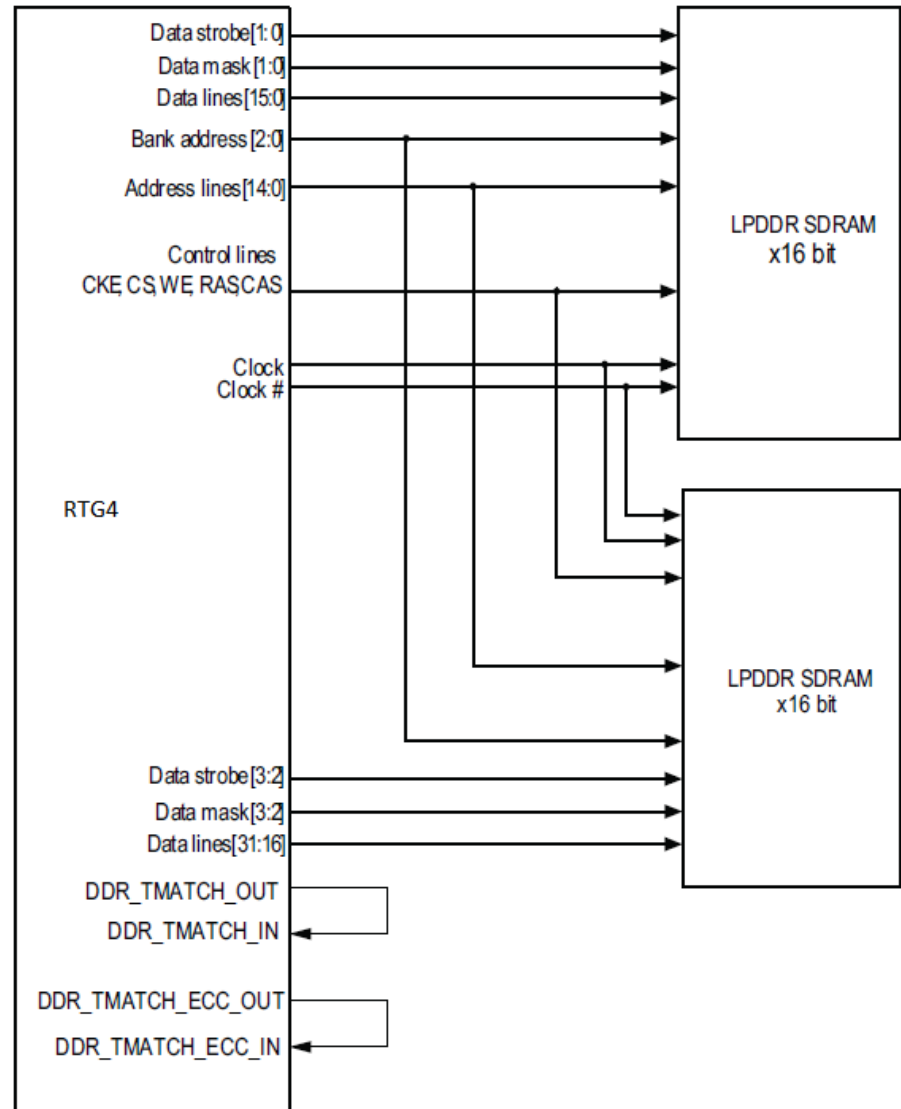 Data strobe[1:0]
Data mask[1:0]
Data lines[15:0]
Bank address[2:0]
Address lines[14:0]
Control lines
CKE,CS,WE,RAS,CAS
Clock
Clock #
LPDDR SDRAM
x16 bit
RTG4
LPDDR SDRAM
x16 bit
Data strobe[3:2]
Data mask[3:2]
Data lines[31:16]
DDR_TMATCH_OUT
DDR_TMATCH_IN
DDR_TMATCH_ECC_OUT
DDR_TMATCH_ECC_IN